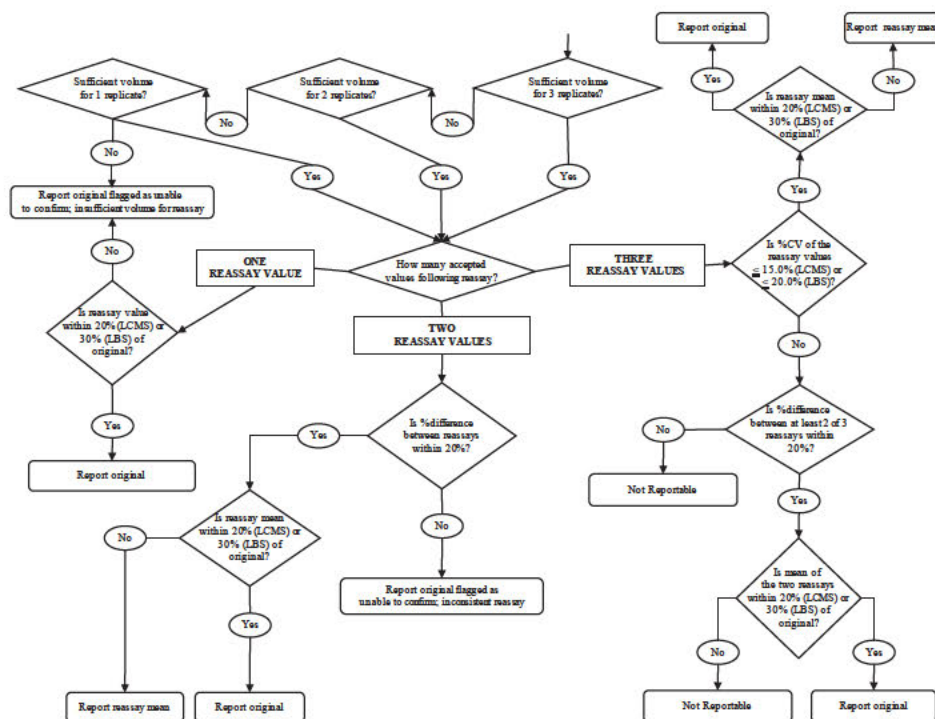 Report original
Report reassay mean
Yes
No
Is reassay mean
within 20% (LCMS) or
30% (LBS) of
original?
Sufficient volume
for 1 replicate?
No
Sufficient volume
for 2 replicates?
No
Sufficient volume
for 3 replicates?
No
Yes
Yes
Yes
Yes
Report original flagged as unable
to confirm; insufficient volume for reassay
No
ONE
REASSAY VALUE
How many accepted
values following reassay?
THREE
REASSAY VALUES
Is %CV of the
reassay values
≤ 15.0% (LCMS) or
≤ 20.0% (LBS)?
Is reassay value
within 20% (LCMS) or
30% (LBS) of
original?
TWO
REASSAY VALUES
No
Yes
Report original
Yes
Is %difference
between reassays
within 20%?
No
Is %difference
between at least 2 of 3
reassays within
20%?
Not Reportable
Yes
No
Is reassay mean
within 20% (LCMS) or
30% (LBS) of
original?
No
Report original flagged as
unable to confirm; inconsistent reassay
Is mean of
the two reassays
within 20% (LCMS) or
30% (LBS) of
original?
Yes
No
Yes
Report reassay mean
Report original
Not Reportable
Report original